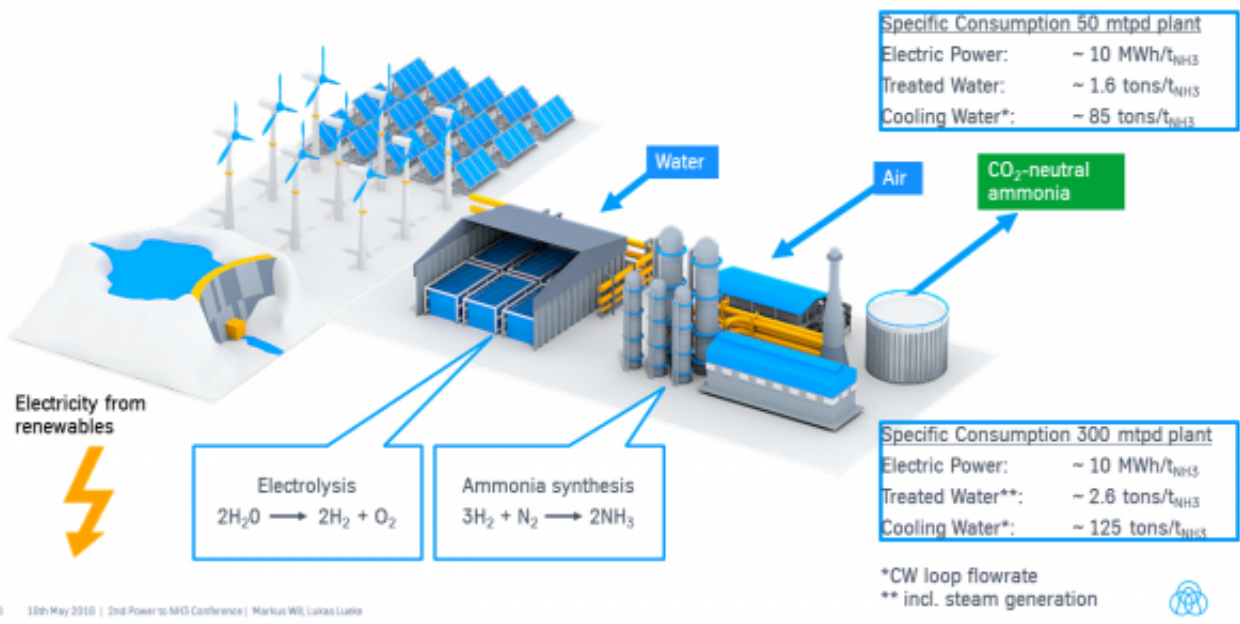 Specific Consumption 50 mtpd plant
Electric Power: ~ 10 MWh/tNH3
Treated Water: ~ 1.6 tons/tNH3
Cooling Water*: ~ 85 tons/tNH3
Water
Air
CO₂-neutral
ammonia
Electricity from
renewables
Electrolysis
2H₂0 ⟶ 2H₂ + O₂
Ammonia synthesis
3H₂ + N₂ ⟶ 2NH₃
Specific Consumption 300 mtpd plant
Electric Power: ~ 10 MWh/tNH3
Treated Water**: ~ 2.6 tons/tNH3
Cooling Water*: ~ 125 tons/tNH3
*CW loop flowrate
** incl. steam generation
18th May 2018 | 2nd Power to NH3 Conference | Markus Will, Lukas Lueke